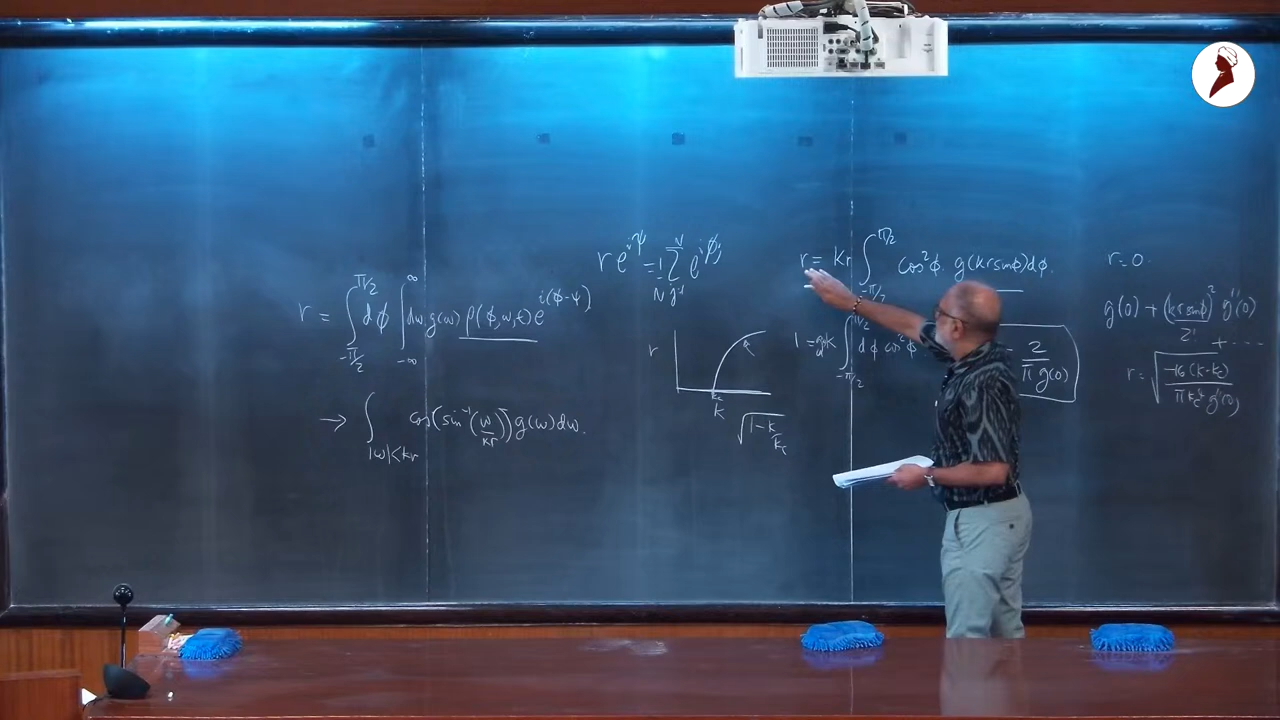 r = ∫_{-π/2}^{π/2} dϕ ∫_{-∞}^{∞} dω g(ω) ρ(ϕ, ω, t) e^{i(ϕ-ψ)}
→ ∫_{|ω|<kr} cos(sin⁻¹(ω/kr)) g(ω) dω.
r e^{iψ} = 1/N Σ_{j=1}^{N} e^{iϕ_j}
r
k_c
k
√(1-k/k_c)
r = Kr ∫_{-π/2}^{π/2} cos²ϕ. g(kr sinϕ) dϕ.
1 = k ∫_{-π/2}^{π/2} dϕ cos²ϕ
2/(π g(0))
r = 0.
g(0) + (kr sinϕ)²/2! g''(0)
+ ....
r = √(-16 (k-k_c)/(π k_c⁴ g''(0)))